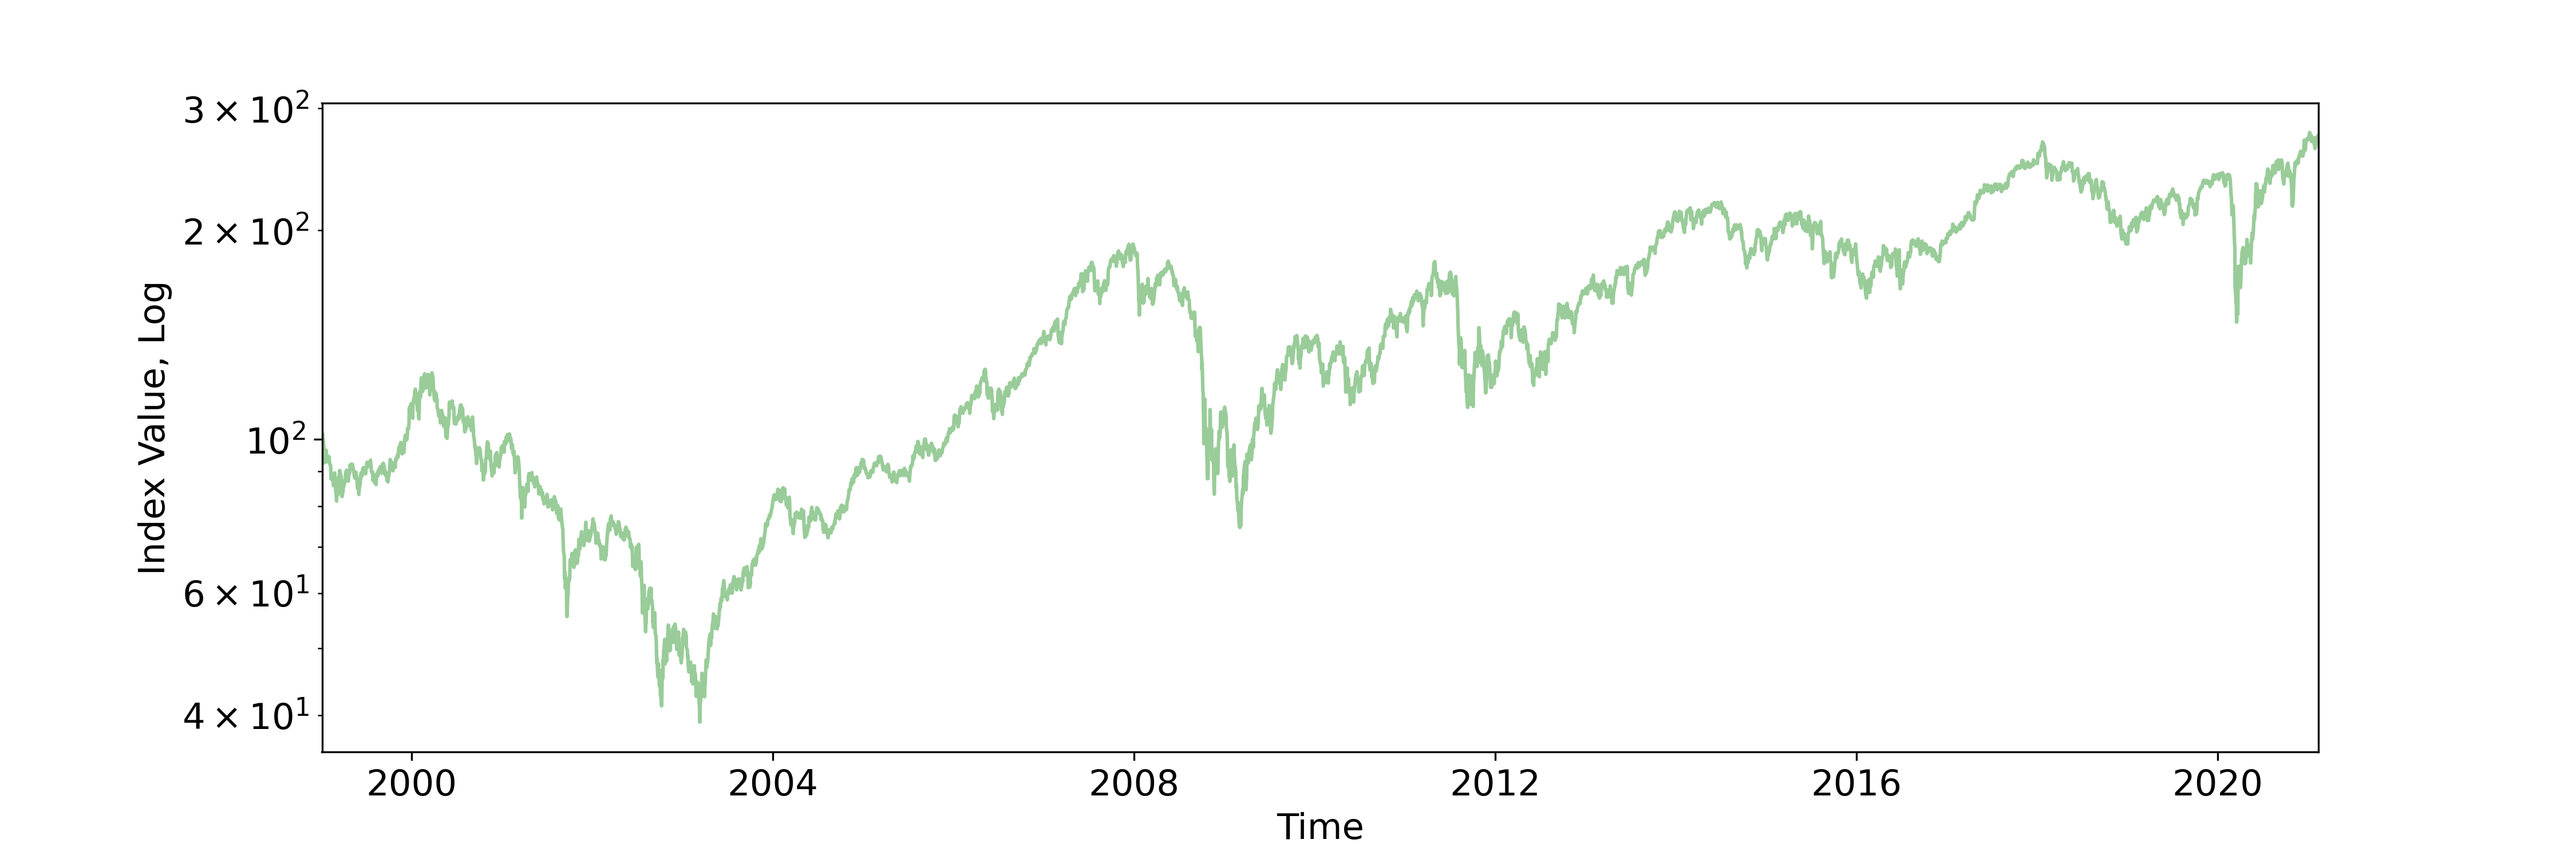 3 × 10²
2 × 10²
10²
6 × 10¹
4 × 10¹
Index Value, Log
2000 2004 2008 2012 2016 2020
Time